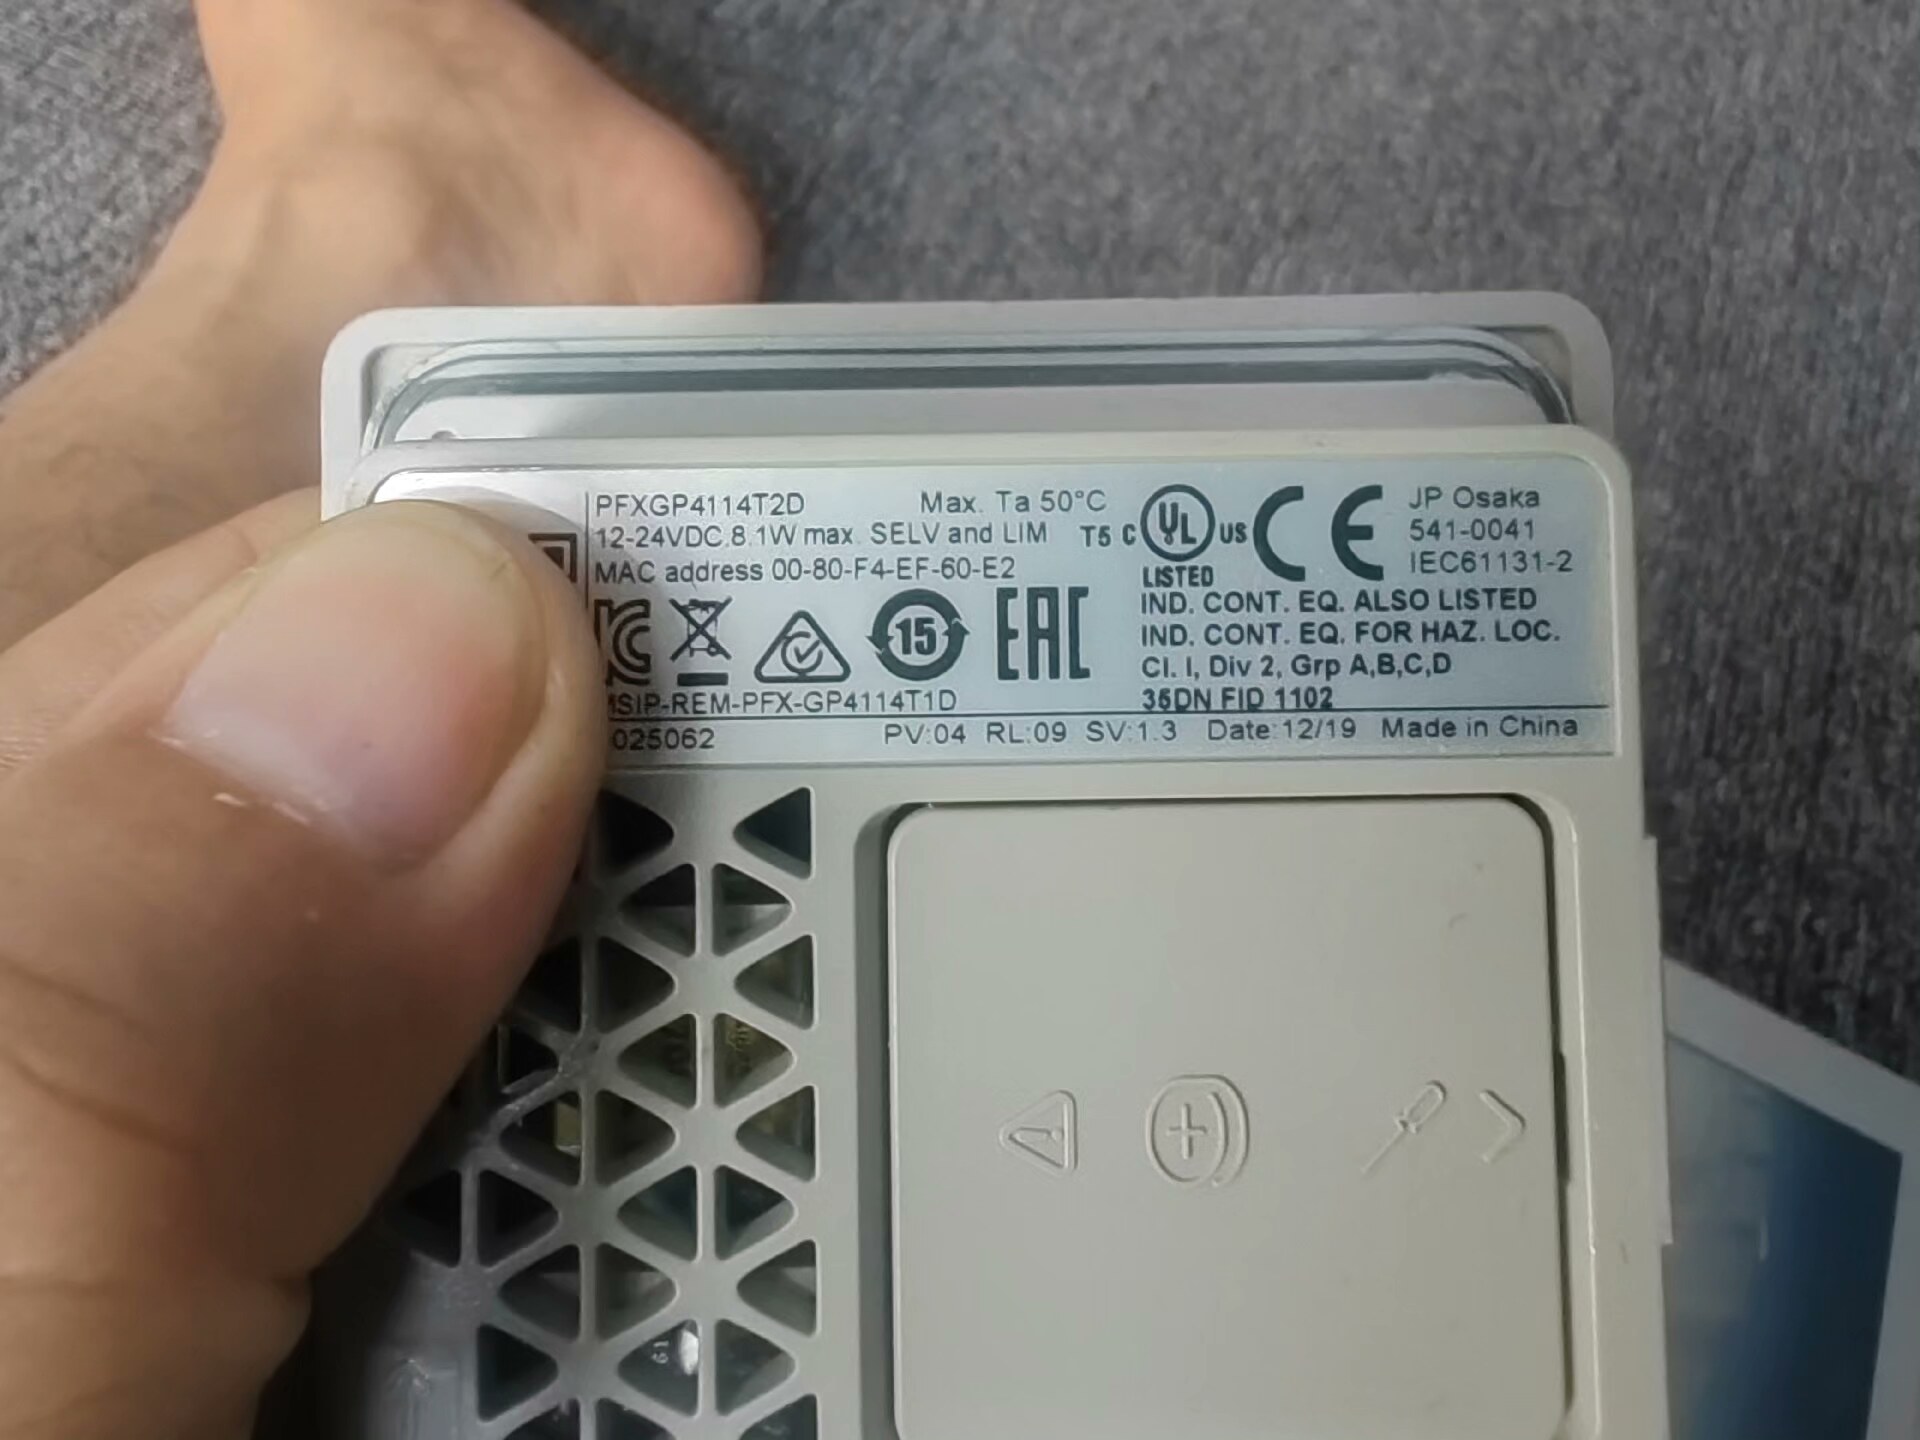 PFXGP4114T2D Max. Ta 50°C
12-24VDC 8.1W max. SELV and LIM T5
MAC address 00-80-F4-EF-60-E2
C UL US
LISTED
CE
JP Osaka
541-0041
IEC61131-2
IND. CONT. EQ. ALSO LISTED
IND. CONT. EQ. FOR HAZ. LOC.
Cl. I, Div 2, Grp A,B,C,D
35DN FID 1102
15
EAC
MSIP-REM-PFX-GP4114T1D
025062 PV:04 RL:09 SV:1.3 Date:12/19 Made in China